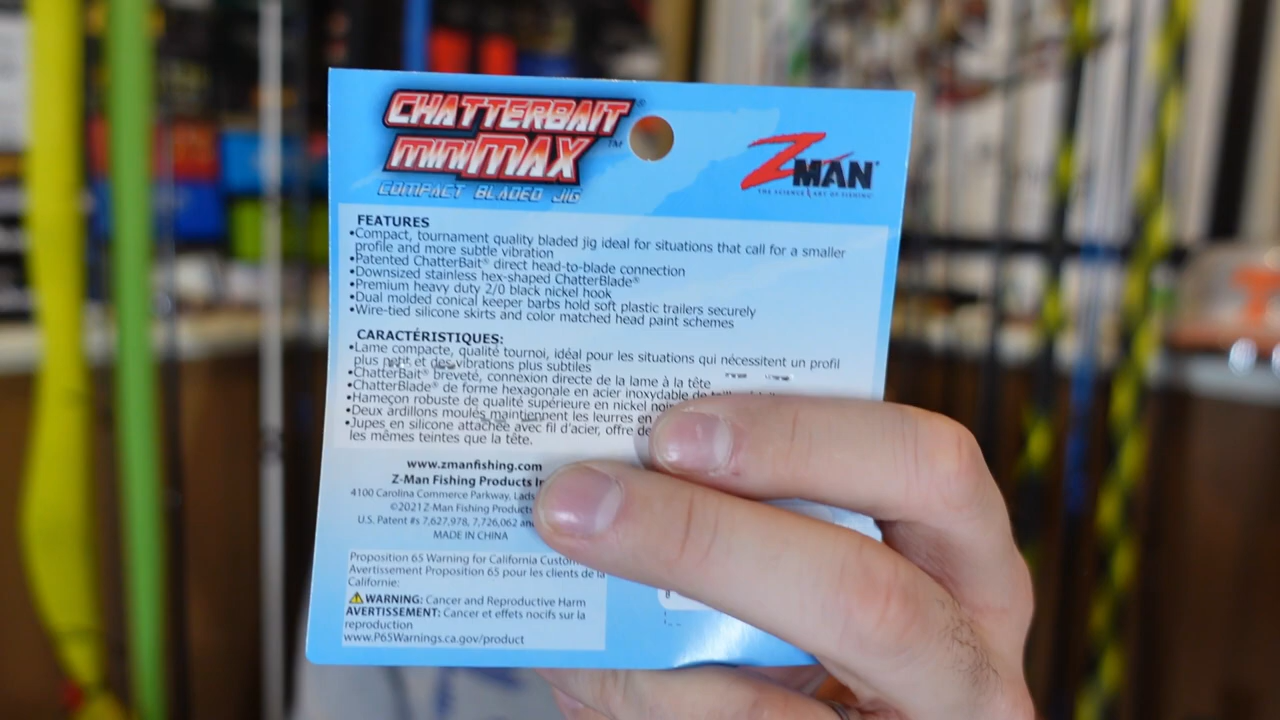 CHATTERBAIT®
miniMAX™
COMPACT BLADED JIG
ZMAN®
THE SCIENCE & ART OF FISHING
FEATURES
•Compact, tournament quality bladed jig ideal for situations that call for a smaller
profile and more subtle vibration
•Patented ChatterBait® direct head-to-blade connection
•Downsized stainless hex-shaped ChatterBlade®
•Premium heavy duty 2/0 black nickel hook
•Dual molded conical keeper barbs hold soft plastic trailers securely
•Wire-tied silicone skirts and color matched head paint schemes
CARACTÉRISTIQUES:
•Lame compacte, qualité tournoi, idéal pour les situations qui nécessitent un profil
plus petit et des vibrations plus subtiles
•ChatterBait® breveté, connexion directe de la lame à la tête
•ChatterBlade® de forme hexagonale en acier inoxydable de
•Hameçon robuste de qualité supérieure en nickel
•Deux ardillons moulés maintiennent les leurres en
•Jupes en silicone attachée avec fil d'acier, offre
les mêmes teintes que la tête.
www.zmanfishing.com
Z-Man Fishing Products
4100 Carolina Commerce Parkway,
©2021 Z-Man Fishing Products
U.S. Patent #s 7,627,978, 7,726,062
MADE IN CHINA
Proposition 65 Warning for California
Avertissement Proposition 65 pour les clients de la
Californie:
WARNING: Cancer and Reproductive Harm
AVERTISSEMENT: Cancer et effets nocifs sur la
reproduction
www.P65Warnings.ca.gov/product
8